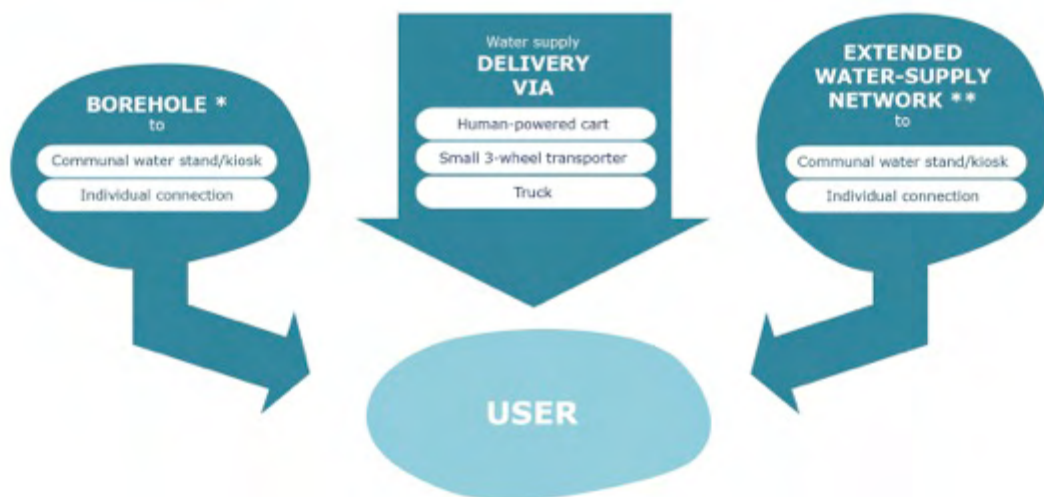 BOREHOLE *
to
Communal water stand/kiosk
Individual connection
Water supply
DELIVERY
VIA
Human-powered cart
Small 3-wheel transporter
Truck
EXTENDED
WATER-SUPPLY
NETWORK **
to
Communal water stand/kiosk
Individual connection
USER